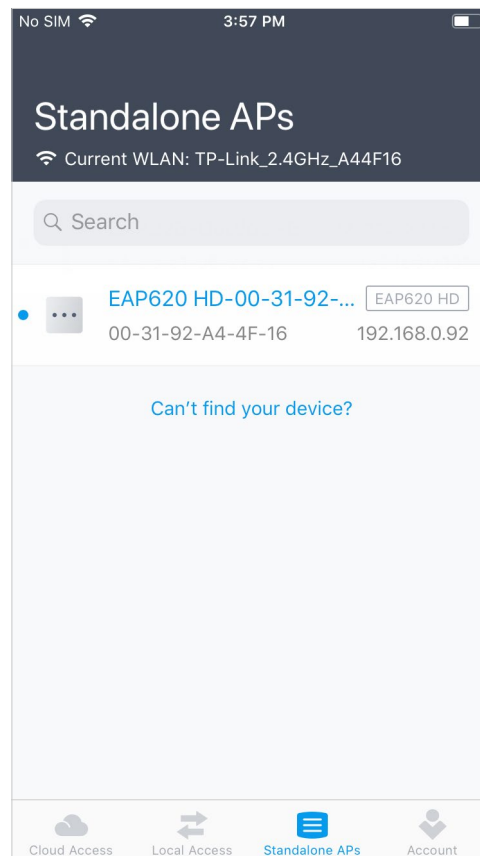 No SIM 3:57 PM
Standalone APs
Current WLAN: TP-Link_2.4GHz_A44F16
Search
EAP620 HD-00-31-92-... EAP620 HD
00-31-92-A4-4F-16 192.168.0.92
Can't find your device?
Cloud Access Local Access Standalone APs Account